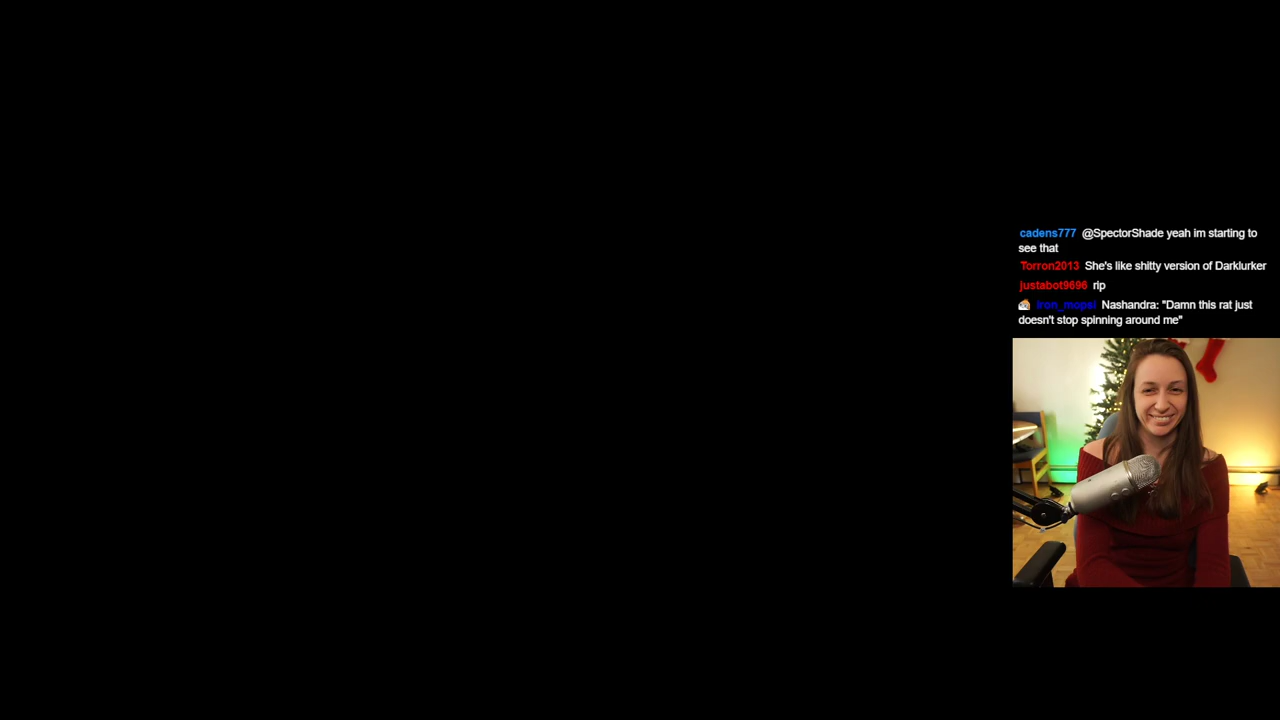 cadens777 @SpectorShade yeah im starting to
see that
Torron2013 She's like shitty version of Darklurker
justabot9696 rip
iron_mopsi Nashandra: "Damn this rat just
doesn't stop spinning around me"